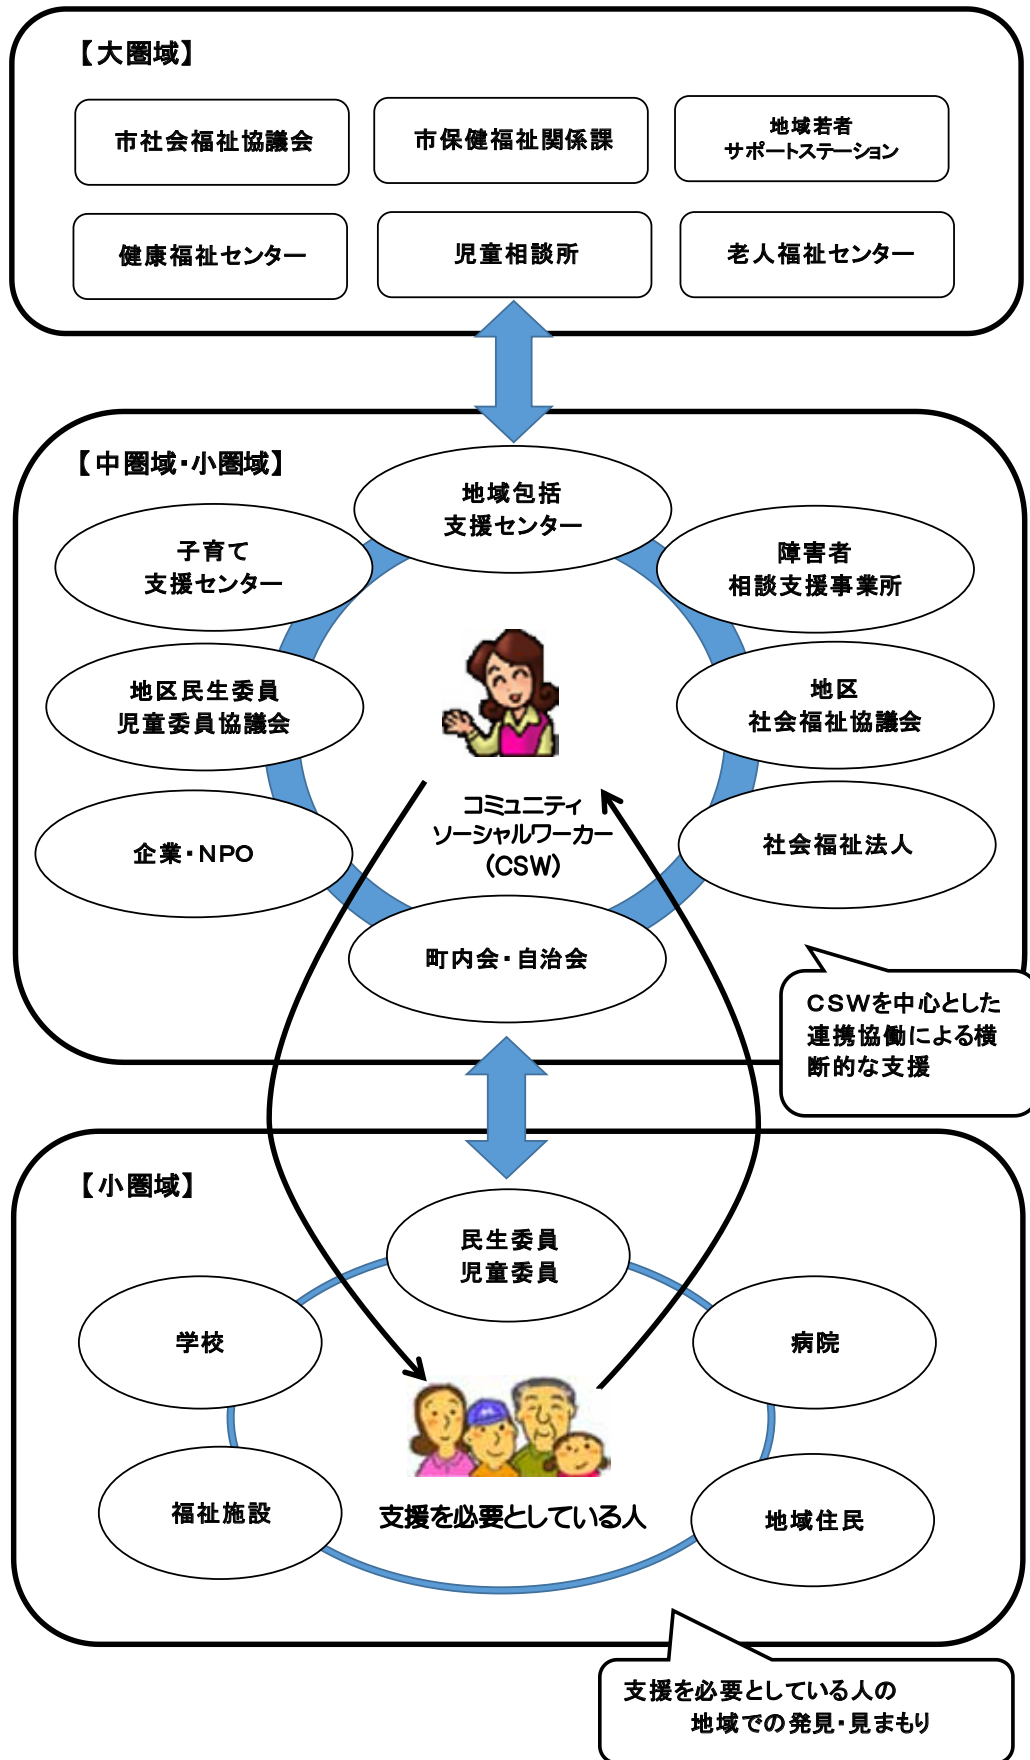 【大圏域】
市社会福祉協議会
市保健福祉関係課
地域若者
サポートステーション
健康福祉センター
児童相談所
老人福祉センター
【中圏域・小圏域】
地域包括
支援センター
子育て
支援センター
障害者
相談支援事業所
地区民生委員
児童委員協議会
地区
社会福祉協議会
コミュニティ
ソーシャルワーカー
(CSW)
企業・NPO
社会福祉法人
町内会・自治会
CSWを中心とした
連携協働による横
断的な支援
【小圏域】
民生委員
児童委員
学校
病院
福祉施設
支援を必要としている人
地域住民
支援を必要としている人の
地域での発見・見まもり